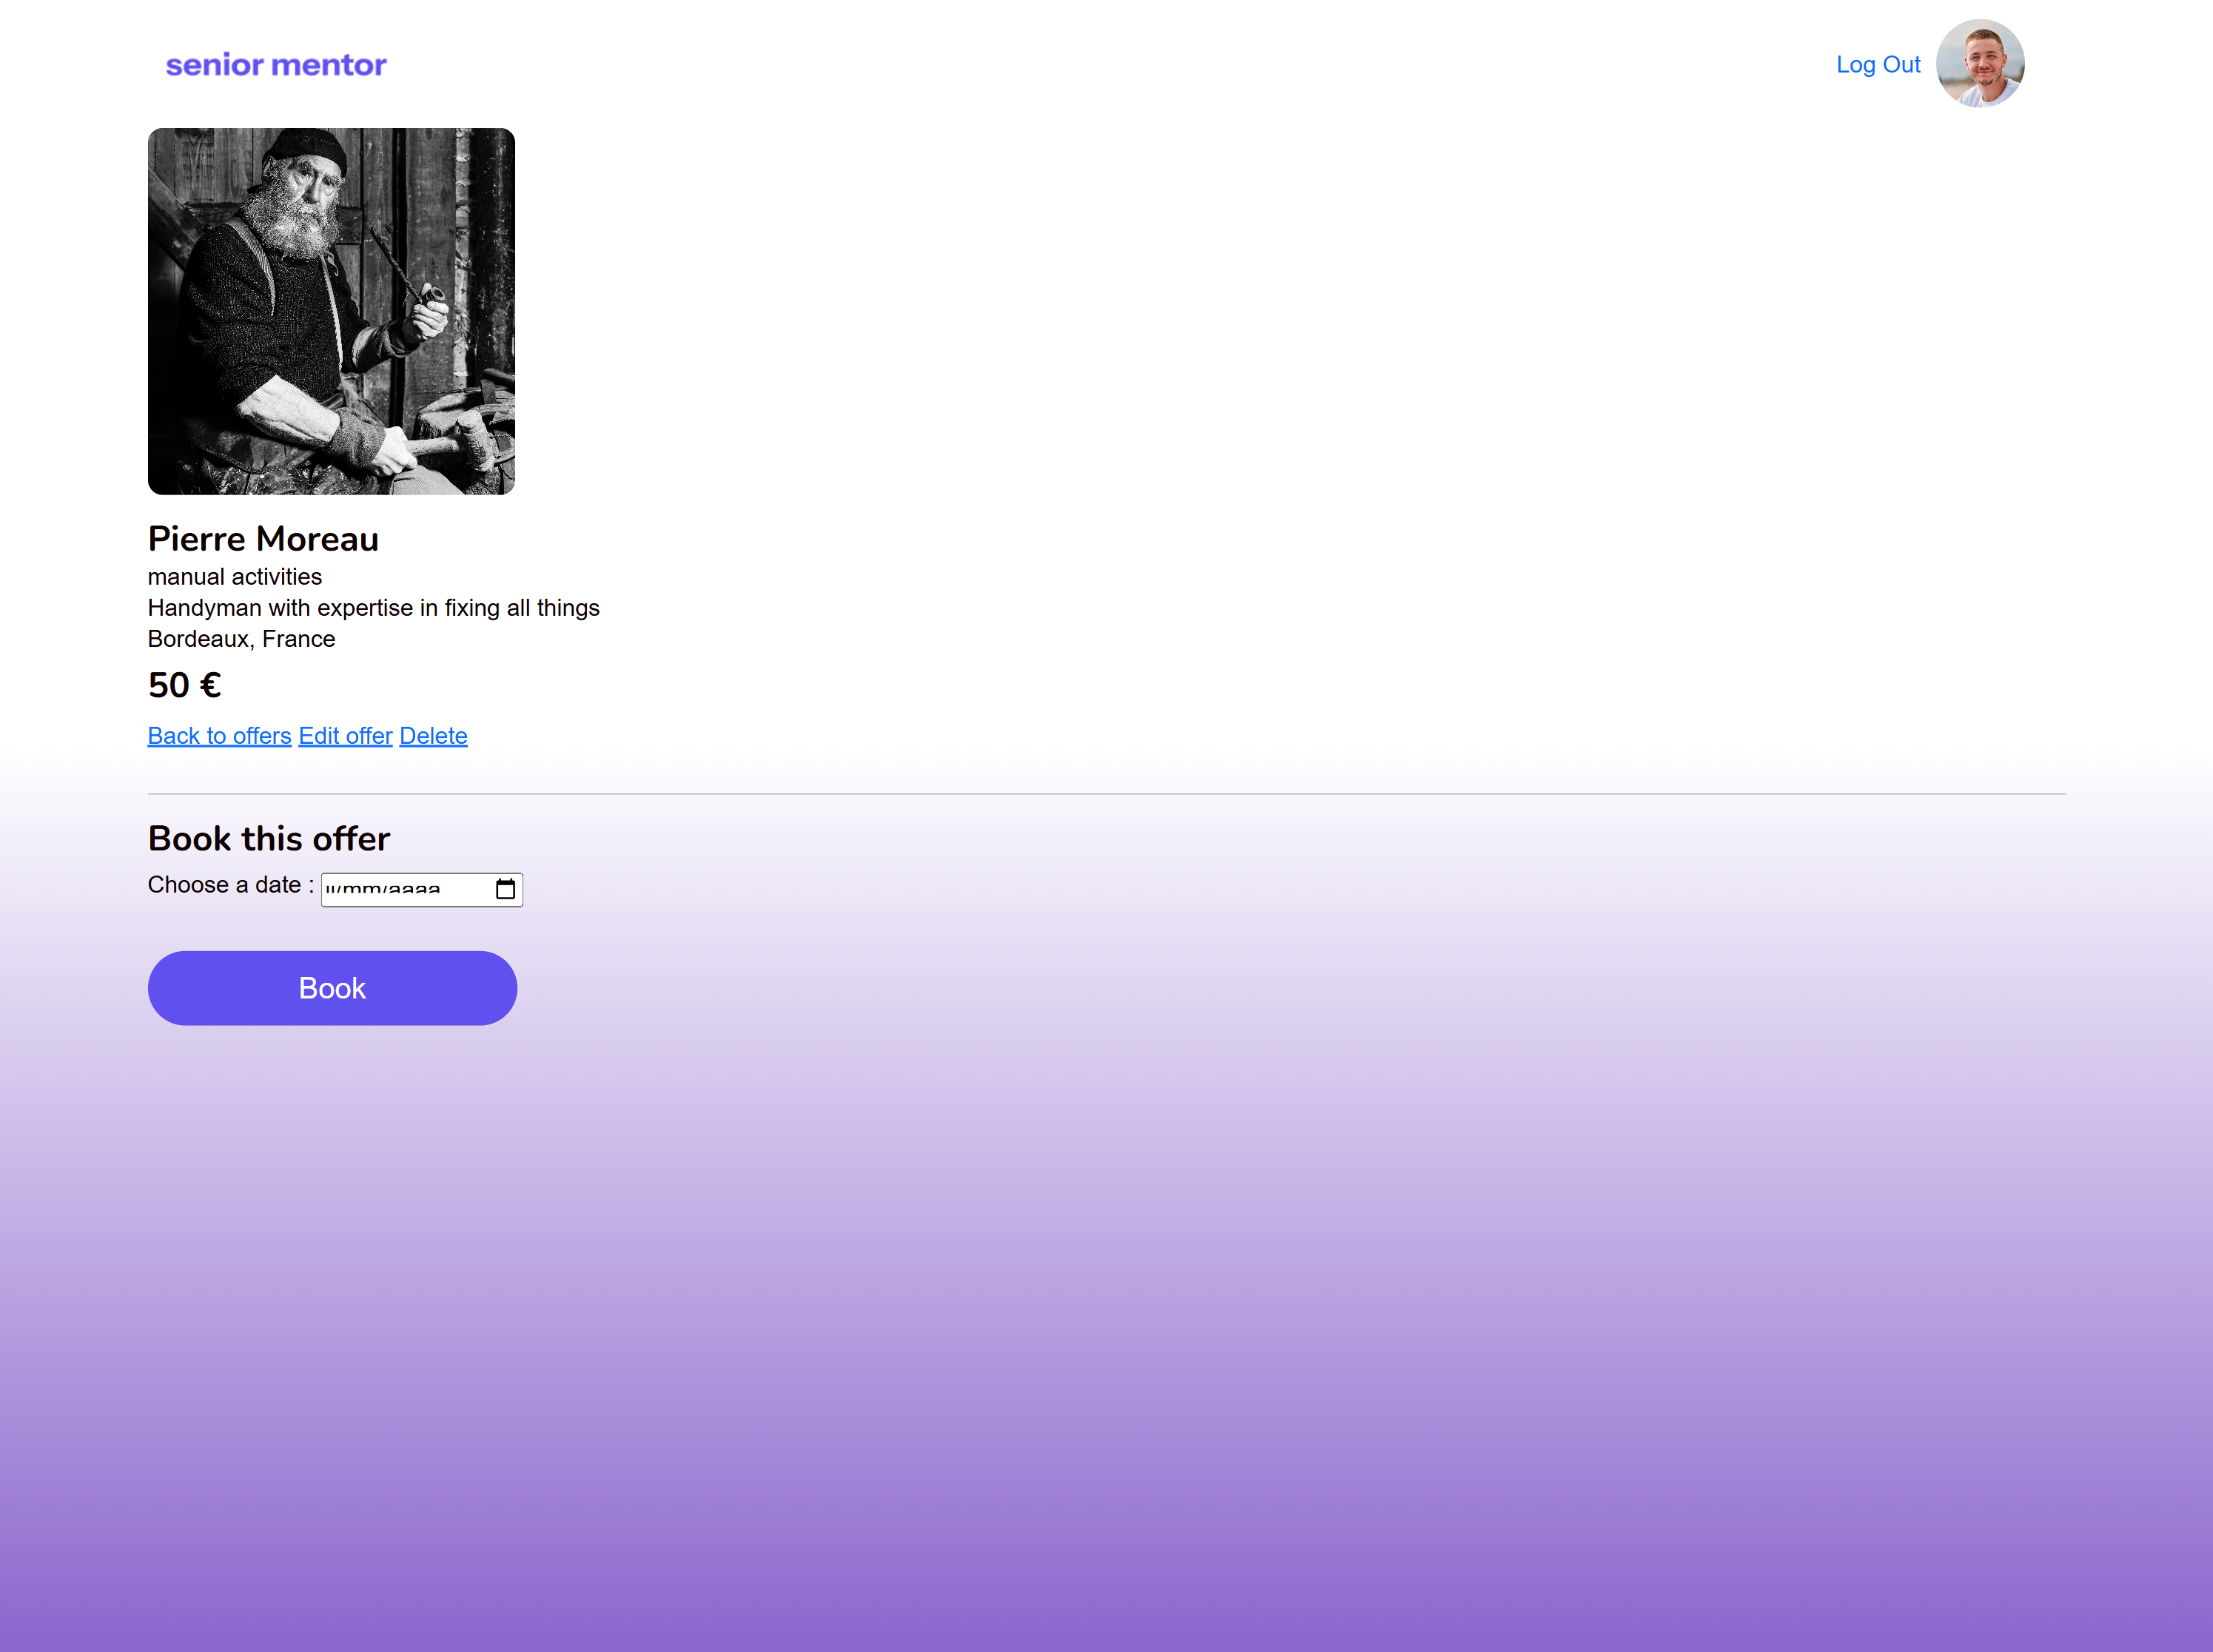 senior mentor
Log Out
Pierre Moreau
manual activities
Handyman with expertise in fixing all things
Bordeaux, France
50 €
Back to offers Edit offer Delete
Book this offer
Choose a date : jj/mm/aaaa
Book